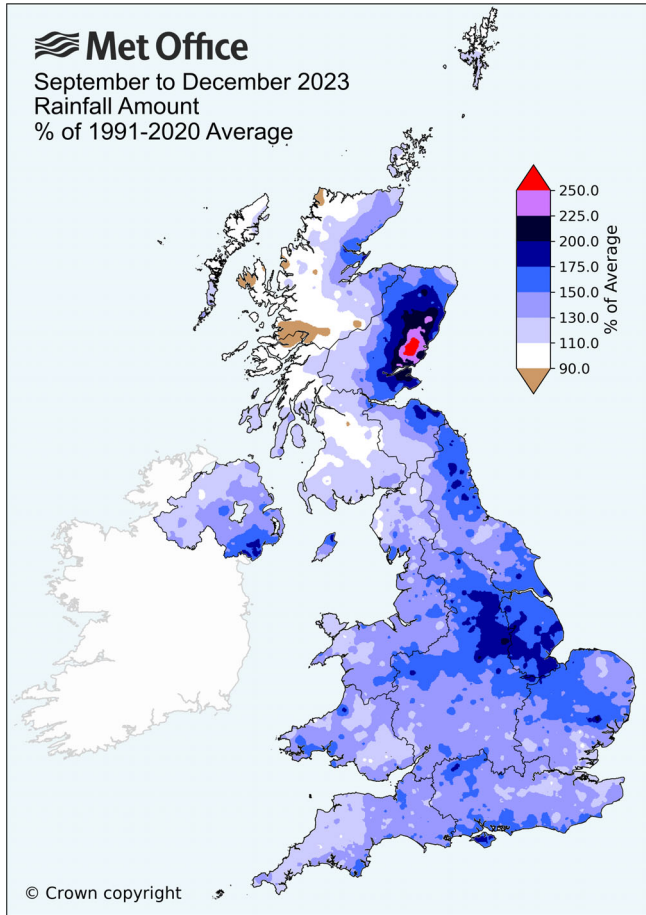 Met Office
September to December 2023
Rainfall Amount
% of 1991-2020 Average
250.0
225.0
200.0
175.0
150.0
130.0
110.0
90.0
% of Average
© Crown copyright